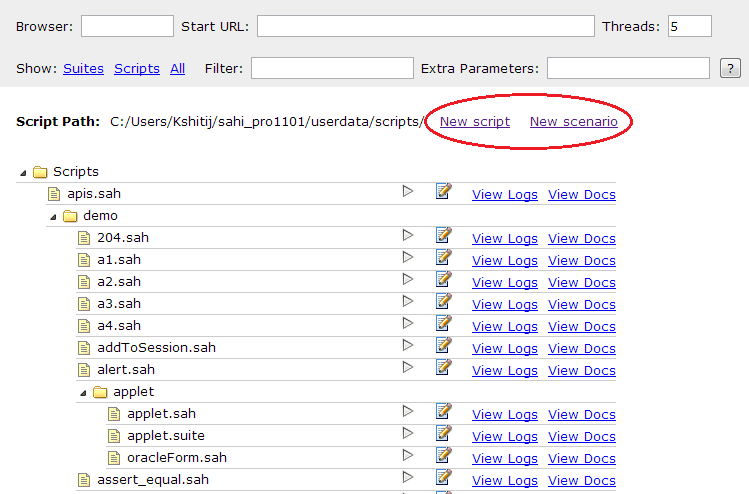 Browser: Start URL: Threads: 5
Show: Suites Scripts All Filter: Extra Parameters: ?
Script Path: C:/Users/Kshitij/sahi_pro1101/userdata/scripts/ New script New scenario
Scripts
apis.sah View Logs View Docs
demo
204.sah View Logs View Docs
a1.sah View Logs View Docs
a2.sah View Logs View Docs
a3.sah View Logs View Docs
a4.sah View Logs View Docs
addToSession.sah View Logs View Docs
alert.sah View Logs View Docs
applet
applet.sah View Logs View Docs
applet.suite View Logs View Docs
oracleForm.sah View Logs View Docs
assert_equal.sah View Logs View Docs